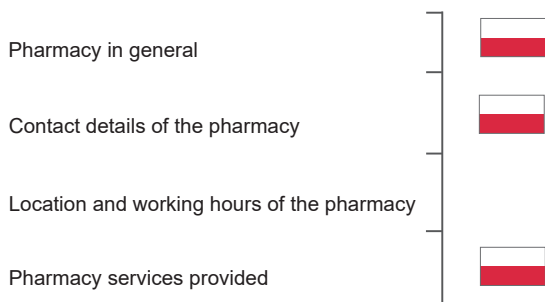 Pharmacy in general
Contact details of the pharmacy
Location and working hours of the pharmacy
Pharmacy services provided